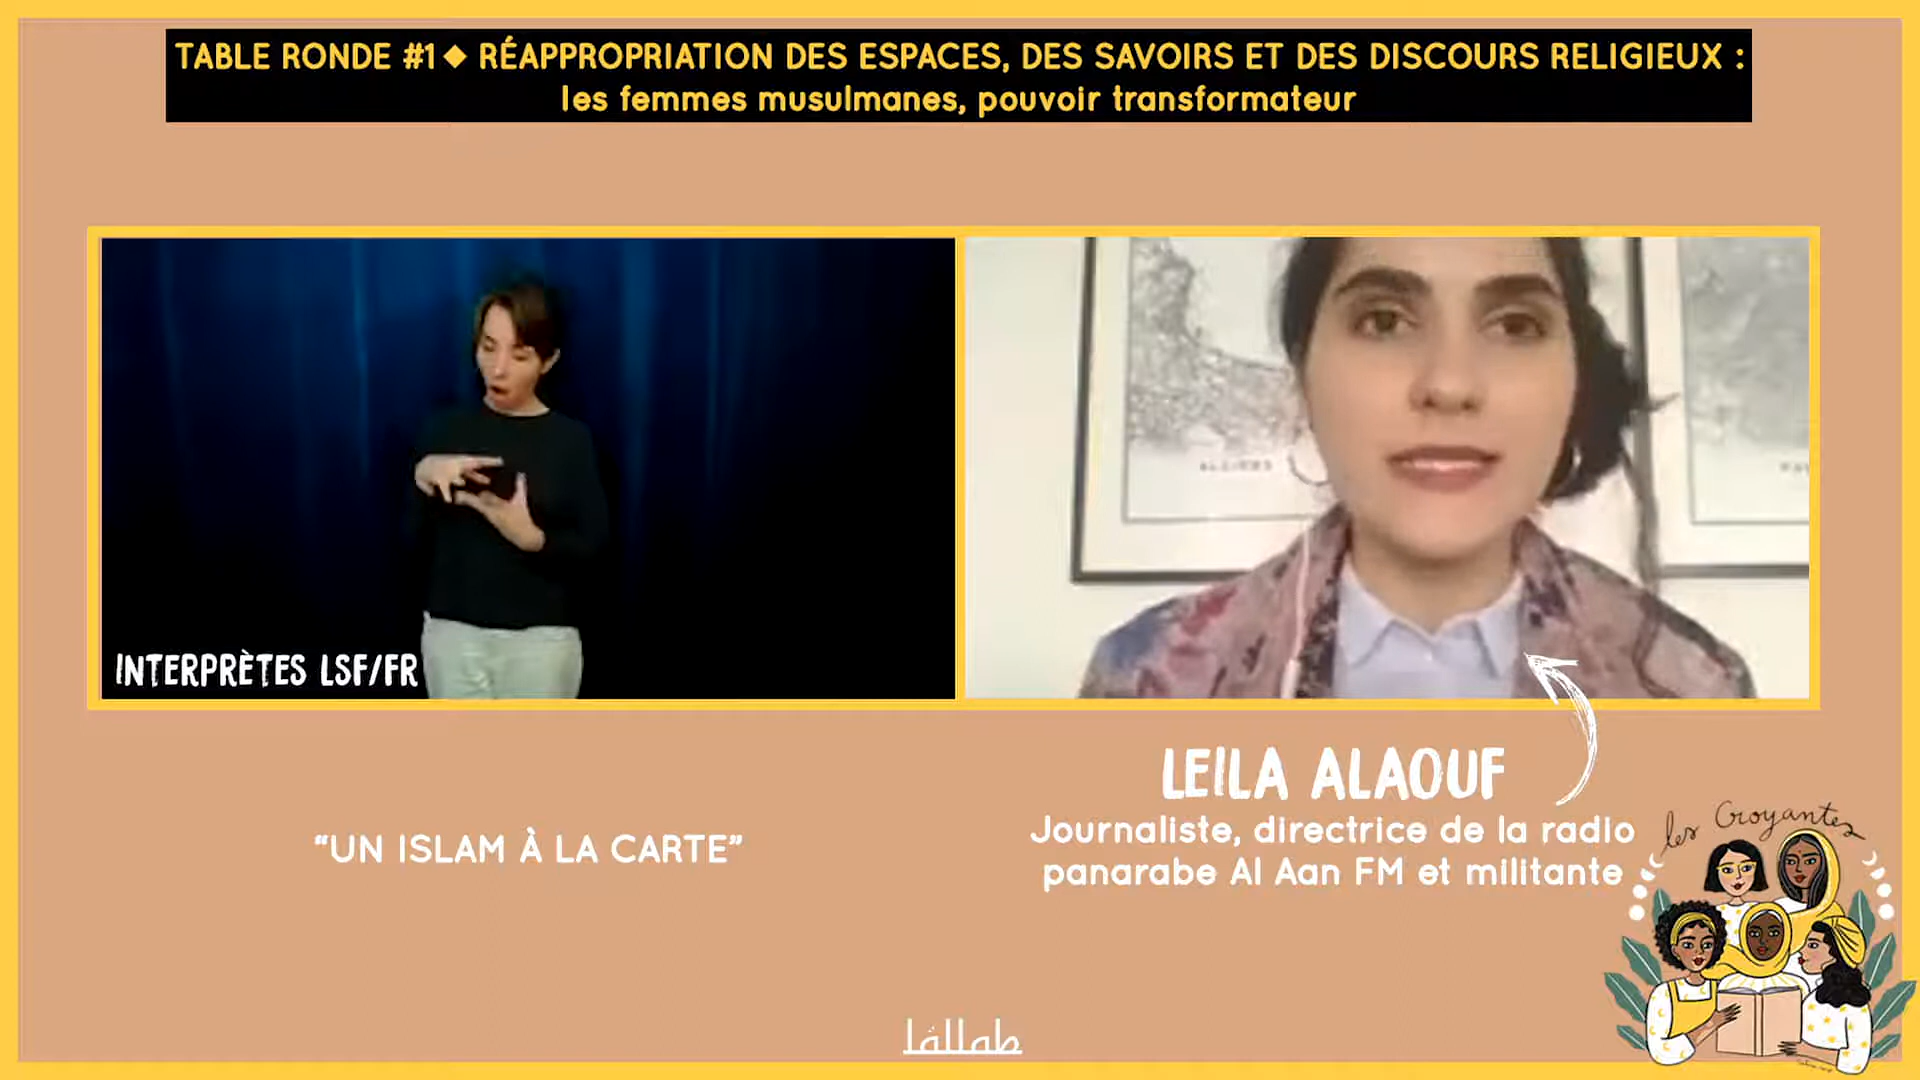 TABLE RONDE #1 ◆ RÉAPPROPRIATION DES ESPACES, DES SAVOIRS ET DES DISCOURS RELIGIEUX :
les femmes musulmanes, pouvoir transformateur
ALGIERS
INTERPRÈTES LSF/FR
LEILA ALAOUF
Journaliste, directrice de la radio
panarabe Al Aan FM et militante
“UN ISLAM À LA CARTE”
les Croyantes
lallab